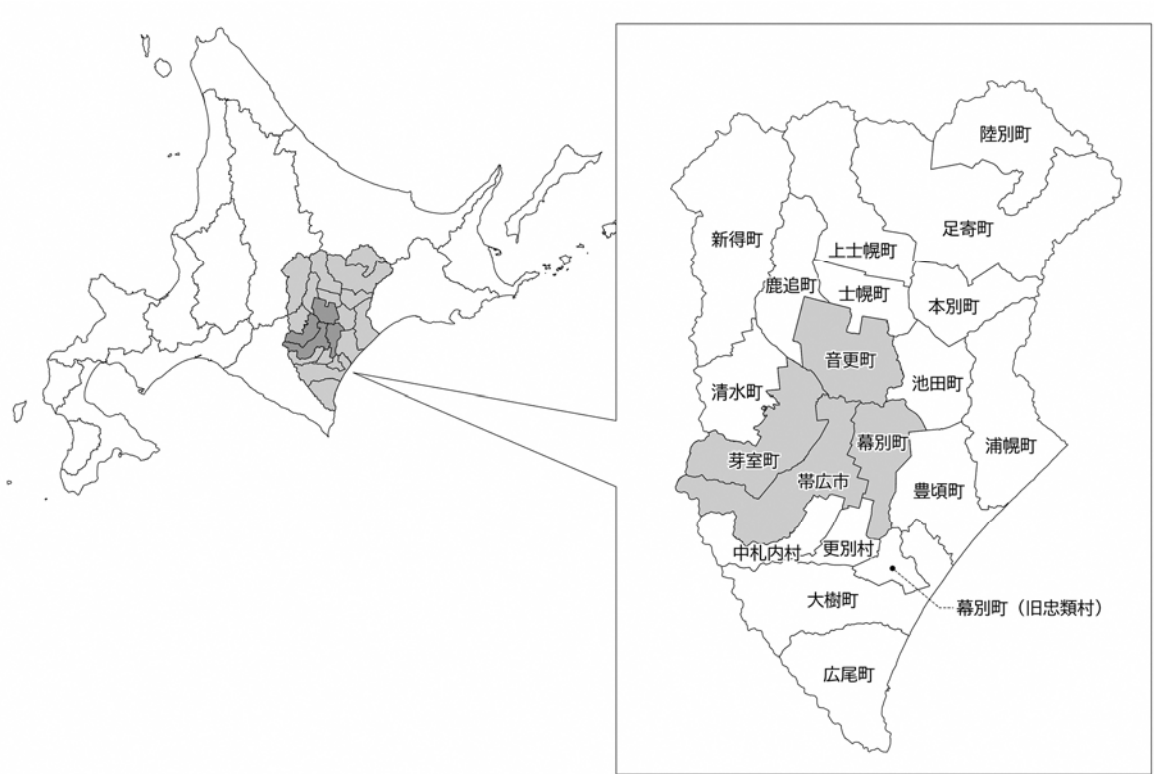 陸別町
足寄町
新得町
上士幌町
鹿追町
士幌町
本別町
音更町
池田町
清水町
幕別町
浦幌町
芽室町
帯広市
豊頃町
中札内村
更別村
大樹町
幕別町（旧忠類村）
広尾町